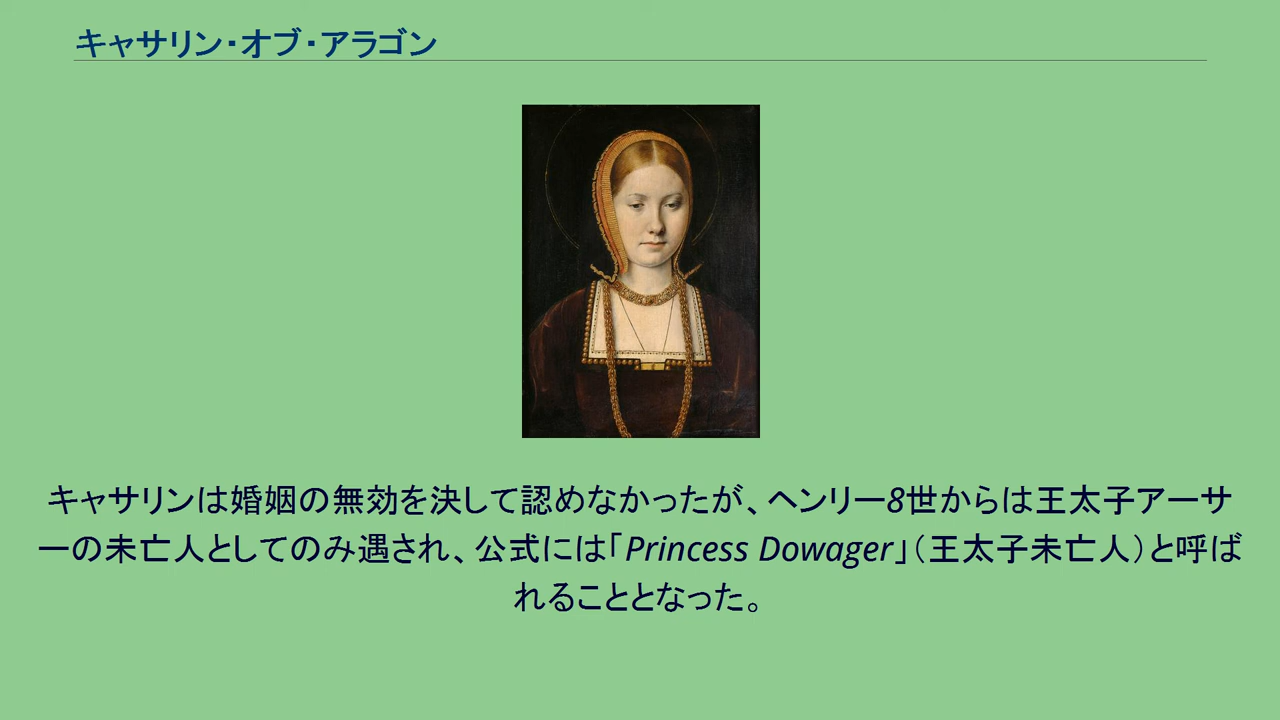 キャサリン・オブ・アラゴン
キャサリンは婚姻の無効を決して認めなかったが、ヘンリー8世からは王太子アーサ
ーの未亡人としてのみ遇され、公式には「Princess Dowager」（王太子未亡人）と呼ば
れることとなった。